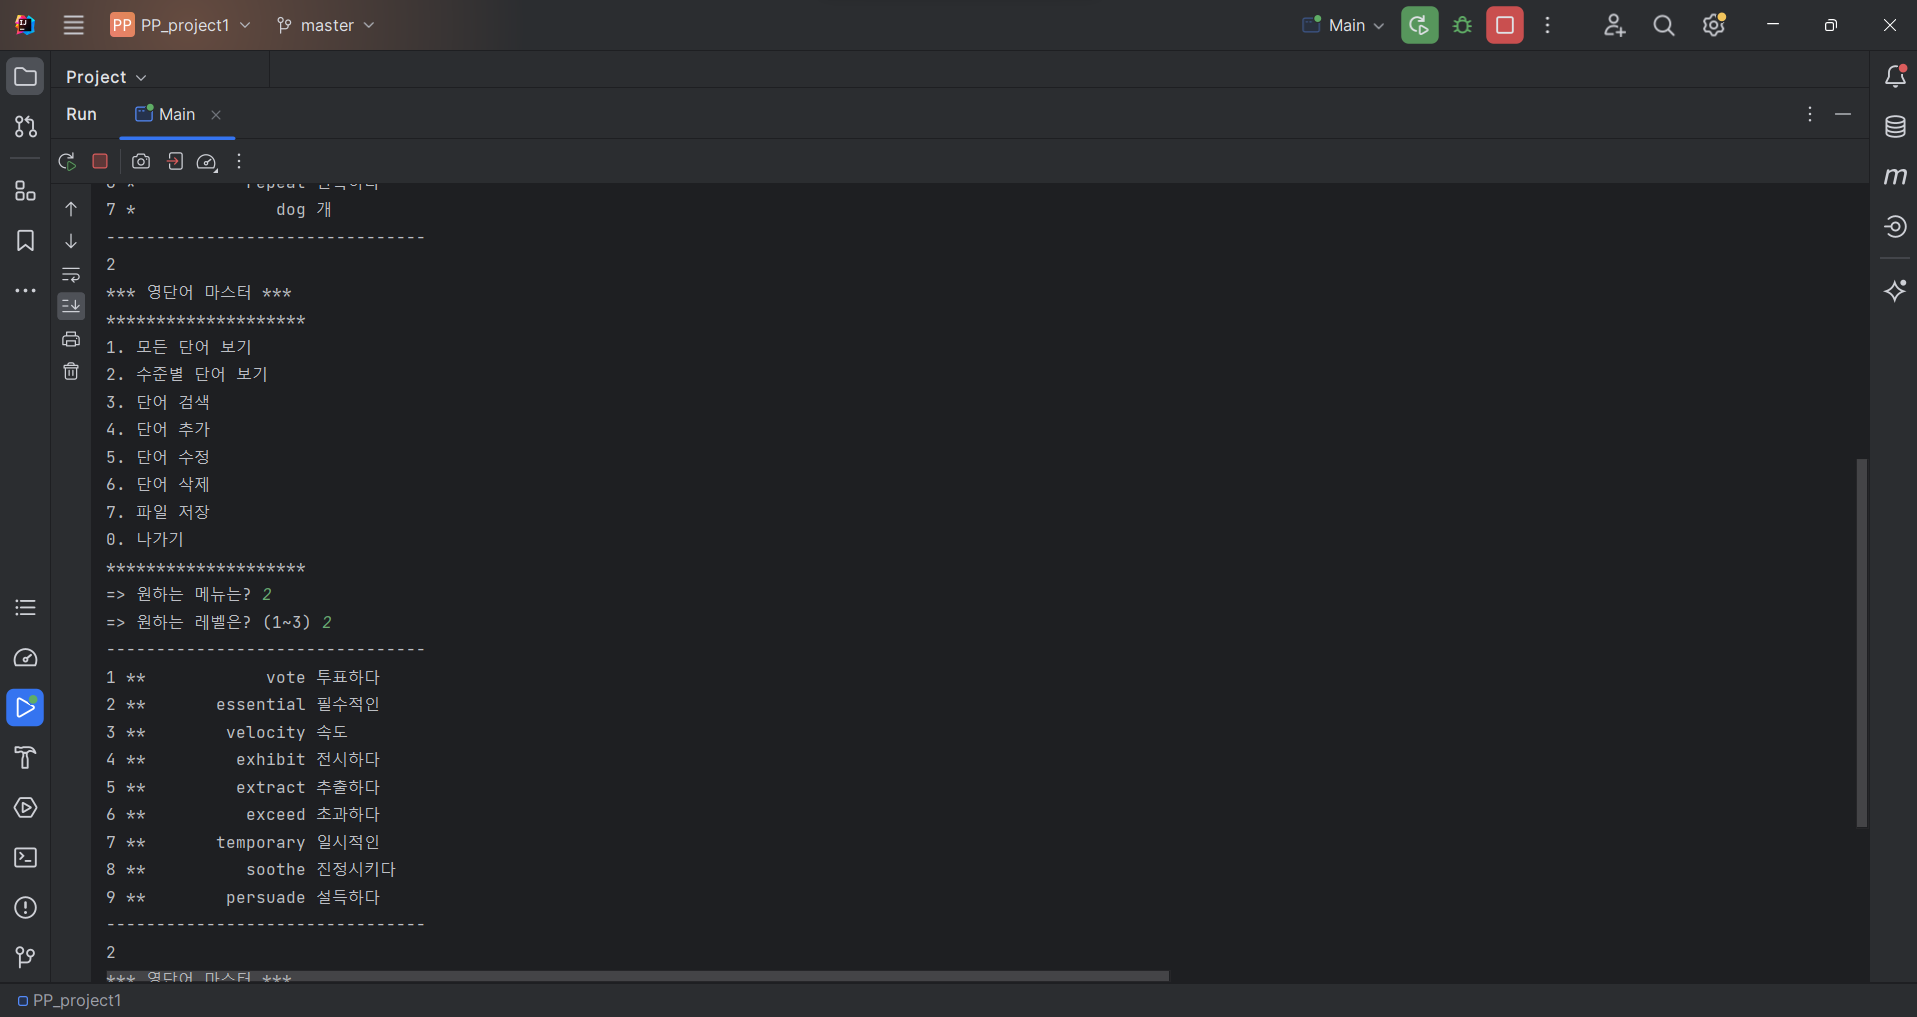 PP PP_project1 master Main
Project
Run Main
repeat
7 * dog 개
--------------------------------
2
*** 영단어 마스터 ***
********************
1. 모든 단어 보기
2. 수준별 단어 보기
3. 단어 검색
4. 단어 추가
5. 단어 수정
6. 단어 삭제
7. 파일 저장
0. 나가기
********************
=> 원하는 메뉴는? 2
=> 원하는 레벨은? (1~3) 2
--------------------------------
1 ** vote 투표하다
2 ** essential 필수적인
3 ** velocity 속도
4 ** exhibit 전시하다
5 ** extract 추출하다
6 ** exceed 초과하다
7 ** temporary 일시적인
8 ** soothe 진정시키다
9 ** persuade 설득하다
--------------------------------
2
*** 영단어 마스터 ***
PP_project1